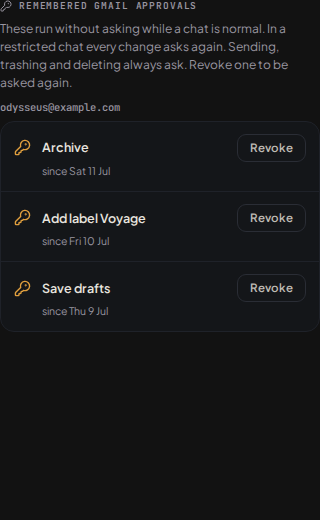 REMEMBERED GMAIL APPROVALS
These run without asking while a chat is normal. In a
restricted chat every change asks again. Sending,
trashing and deleting always ask. Revoke one to be
asked again.
odysseus@example.com
Archive
Revoke
since Sat 11 Jul
Add label Voyage
Revoke
since Fri 10 Jul
Save drafts
Revoke
since Thu 9 Jul